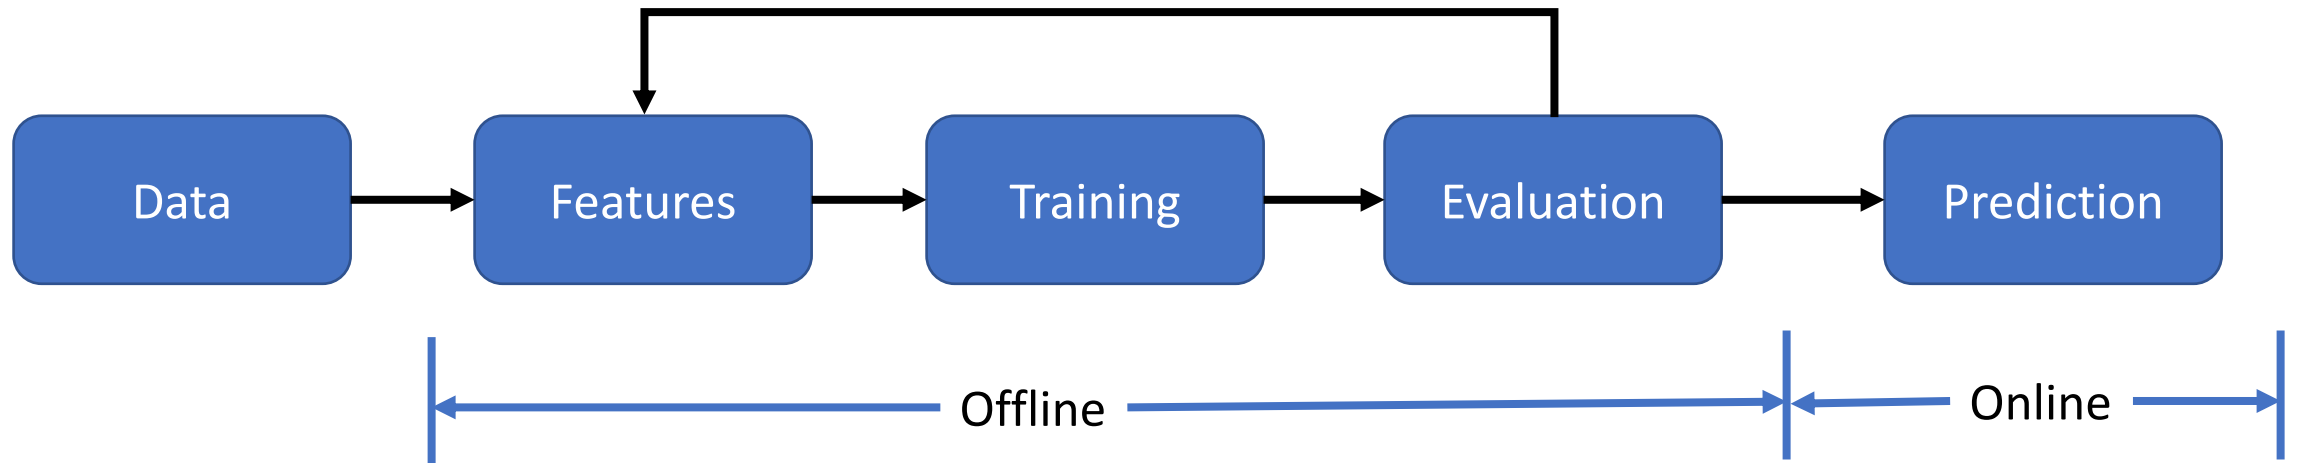 Data
Features
Training
Evaluation
Prediction
Offline
Online